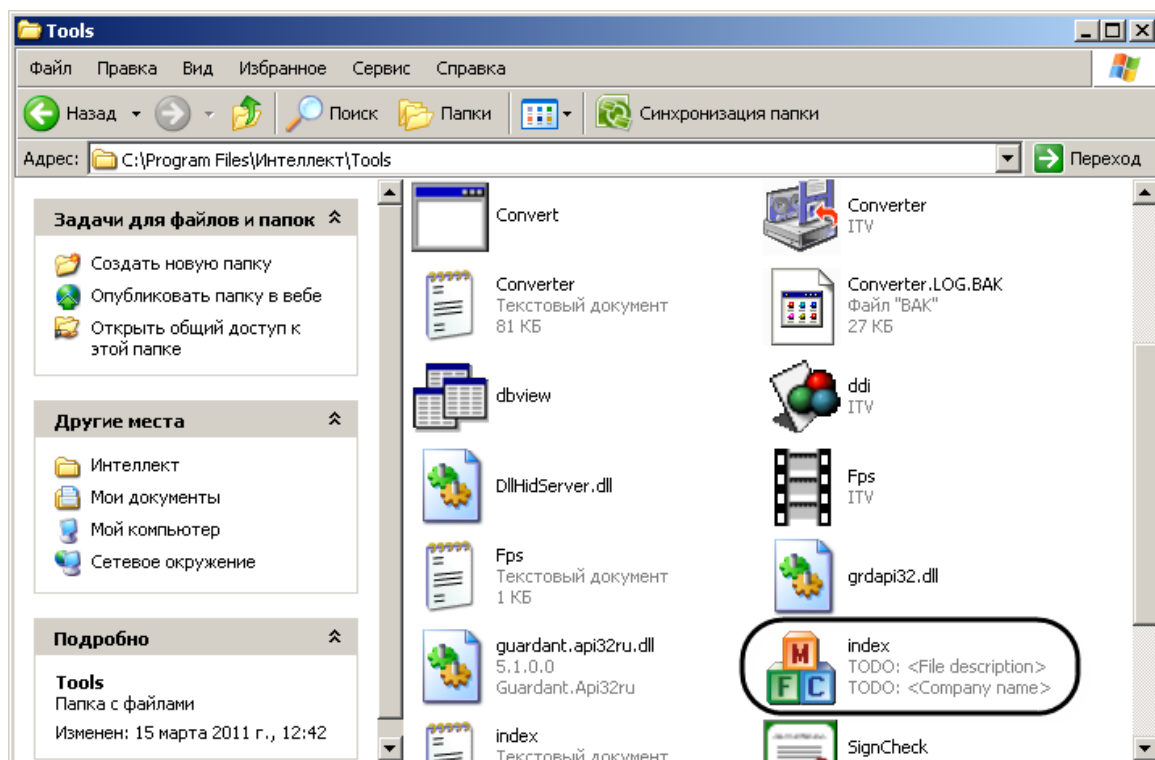 Tools
Файл Правка Вид Избранное Сервис Справка
Назад Поиск Папки Синхронизация папки
Адрес: C:\Program Files\Интеллект\Tools Переход
Задачи для файлов и папок
Создать новую папку
Опубликовать папку в вебе
Открыть общий доступ к
этой папке
Другие места
Интеллект
Мои документы
Мой компьютер
Сетевое окружение
Подробно
Tools
Папка с файлами
Изменен: 15 марта 2011 г., 12:42
Convert
Converter
ITV
Converter
Текстовый документ
81 КБ
Converter.LOG.BAK
Файл "BAK"
27 КБ
dbview
ddi
ITV
DllHidServer.dll
Fps
ITV
Fps
Текстовый документ
1 КБ
grdapi32.dll
guardant.api32ru.dll
5.1.0.0
Guardant.Api32ru
M
F C
index
TODO: <File description>
TODO: <Company name>
index
Текстовый документ
SignCheck